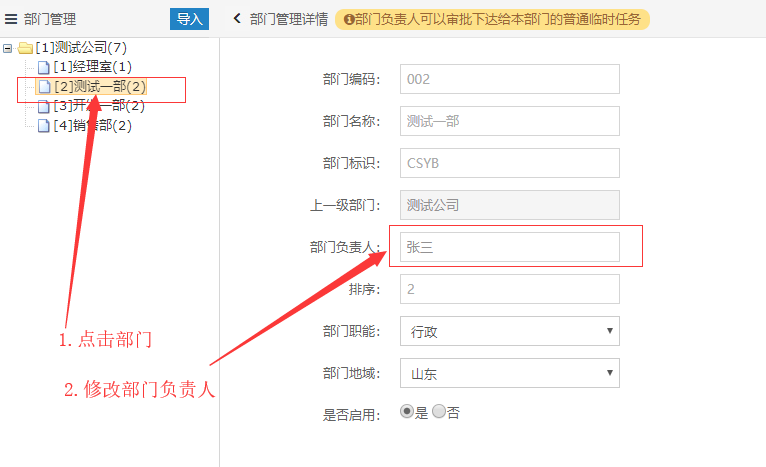 部门管理
导入
[1]测试公司(7)
[1]经理室(1)
[2]测试一部(2)
[3]开发一部(2)
[4]销售部(2)
1.点击部门
2.修改部门负责人
部门管理详情
部门负责人可以审批下达给本部门的普通临时任务
部门编码: 002
部门名称: 测试一部
部门标识: CSYB
上一级部门: 测试公司
部门负责人: 张三
排序: 2
部门职能: 行政
部门地域: 山东
是否启用: 是 否